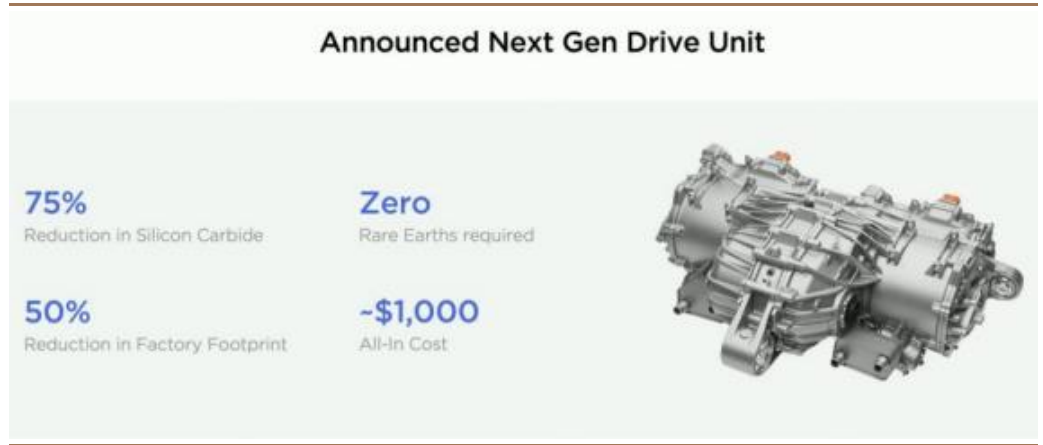 Announced Next Gen Drive Unit
75%
Reduction in Silicon Carbide
Zero
Rare Earths required
50%
Reduction in Factory Footprint
~$1,000
All-In Cost